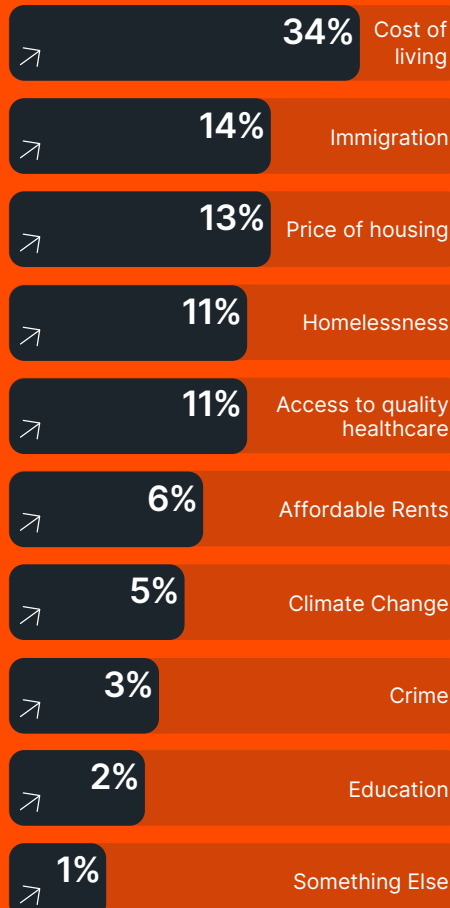 34% Cost of
living
14% Immigration
13% Price of housing
11% Homelessness
11% Access to quality
healthcare
6% Affordable Rents
5% Climate Change
3% Crime
2% Education
1% Something Else